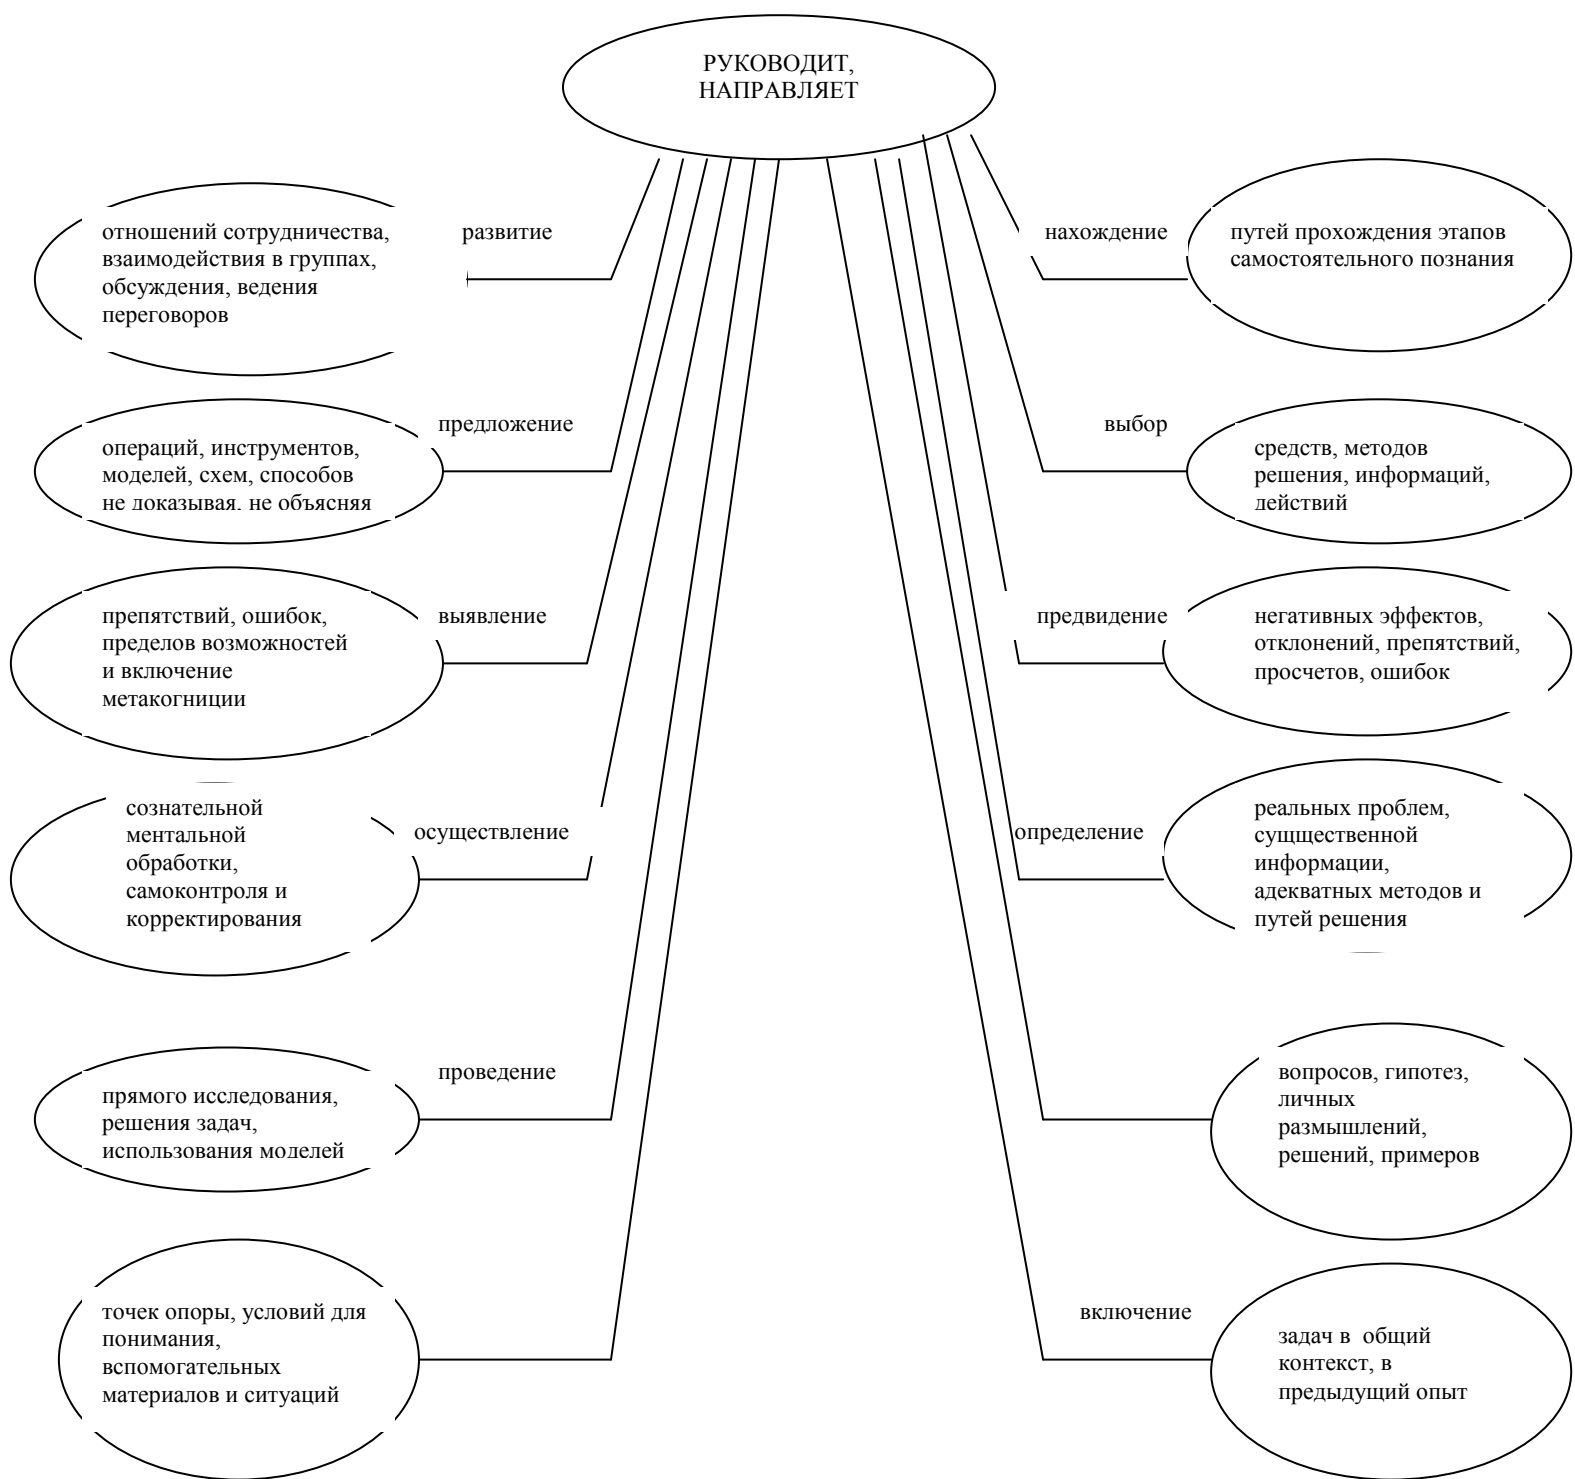 РУКОВОДИТ,
НАПРАВЛЯЕТ
развитие
отношений сотрудничества,
взаимодействия в группах,
обсуждения, ведения
переговоров
нахождение
путей прохождения этапов
самостоятельного познания
предложение
операций, инструментов,
моделей, схем, способов
не доказывая, не объясняя
выбор
средств, методов
решения, информаций,
действий
выявление
препятствий, ошибок,
пределов возможностей
и включение
метакогниции
предвидение
негативных эффектов,
отклонений, препятствий,
просчетов, ошибок
осуществление
сознательной
ментальной
обработки,
самоконтроля и
корректирования
определение
реальных проблем,
сущщественной
информации,
адекватных методов и
путей решения
проведение
прямого исследования,
решения задач,
использования моделей
вопросов, гипотез,
личных
размышлений,
решений, примеров
точек опоры, условий для
понимания,
вспомогательных
материалов и ситуаций
включение
задач в общий
контекст, в
предыдущий опыт